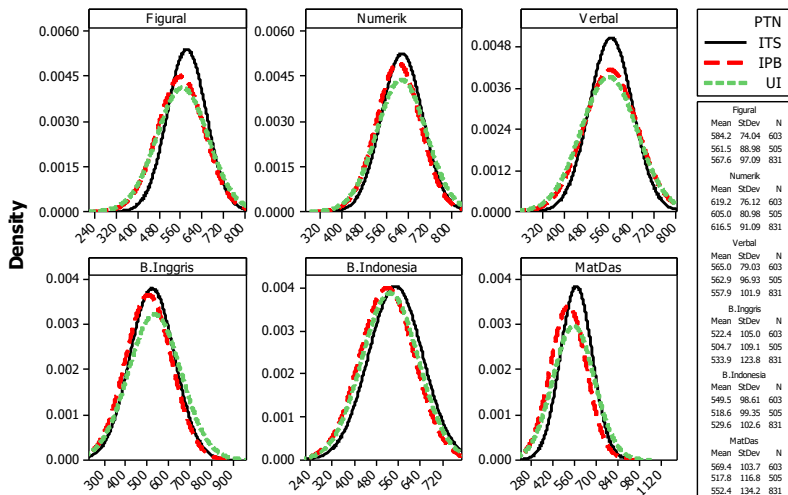 Figural
Numerik
Verbal
0.0060
0.0045
0.0030
0.0015
0.0000
240 320 400 480 560 640 720 800
0.0060
0.0045
0.0030
0.0015
0.0000
320 400 480 560 640 720 800
0.0048
0.0036
0.0024
0.0012
0.0000
320 400 480 560 640 720 800
Density
B.Inggris
B.Indonesia
MatDas
0.004
0.003
0.002
0.001
0.000
300 400 500 600 700 800 900
0.004
0.003
0.002
0.001
0.000
240 320 400 480 560 640 720
0.004
0.003
0.002
0.001
0.000
280 420 560 700 840 980 1120
PTN
ITS
IPB
UI
Figural
Mean StDev N
584.2 74.04 603
561.5 88.98 505
567.6 97.09 831
Numerik
Mean StDev N
619.2 76.12 603
605.0 80.98 505
616.5 91.09 831
Verbal
Mean StDev N
565.0 79.03 603
562.9 96.93 505
557.9 101.9 831
B.Inggris
Mean StDev N
522.4 105.0 603
504.7 109.1 505
533.9 123.8 831
B.Indonesia
Mean StDev N
549.5 98.61 603
518.6 99.35 505
529.6 102.6 831
MatDas
Mean StDev N
569.4 103.7 603
517.8 116.8 505
552.4 134.2 831